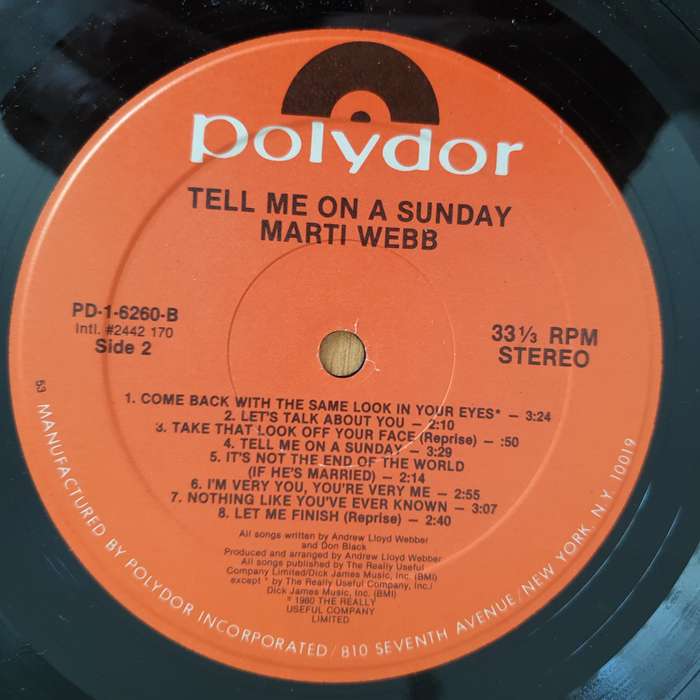 polydor
TELL ME ON A SUNDAY
MARTI WEBB
PD-1-6260-B
Intl. #2442 170
Side 2
33⅓ RPM
STEREO
1. COME BACK WITH THE SAME LOOK IN YOUR EYES* – 3:24
2. LET'S TALK ABOUT YOU – 2:10
3. TAKE THAT LOOK OFF YOUR FACE (Reprise) – :50
4. TELL ME ON A SUNDAY – 3:29
5. IT'S NOT THE END OF THE WORLD
(IF HE'S MARRIED) – 2:14
6. I'M VERY YOU, YOU'RE VERY ME – 2:55
7. NOTHING LIKE YOU'VE EVER KNOWN – 3:07
8. LET ME FINISH (Reprise) – 2:40
All songs written by Andrew Lloyd Webber
and Don Black
Produced and arranged by Andrew Lloyd Webber
All songs published by The Really Useful
Company Limited/Dick James Music, Inc. (BMI)
except * by The Really Useful Company, Inc./
Dick James Music, Inc. (BMI)
℗ 1980 THE REALLY
USEFUL COMPANY
LIMITED
53 MANUFACTURED BY POLYDOR INCORPORATED / 810 SEVENTH AVENUE, NEW YORK, N.Y. 10019